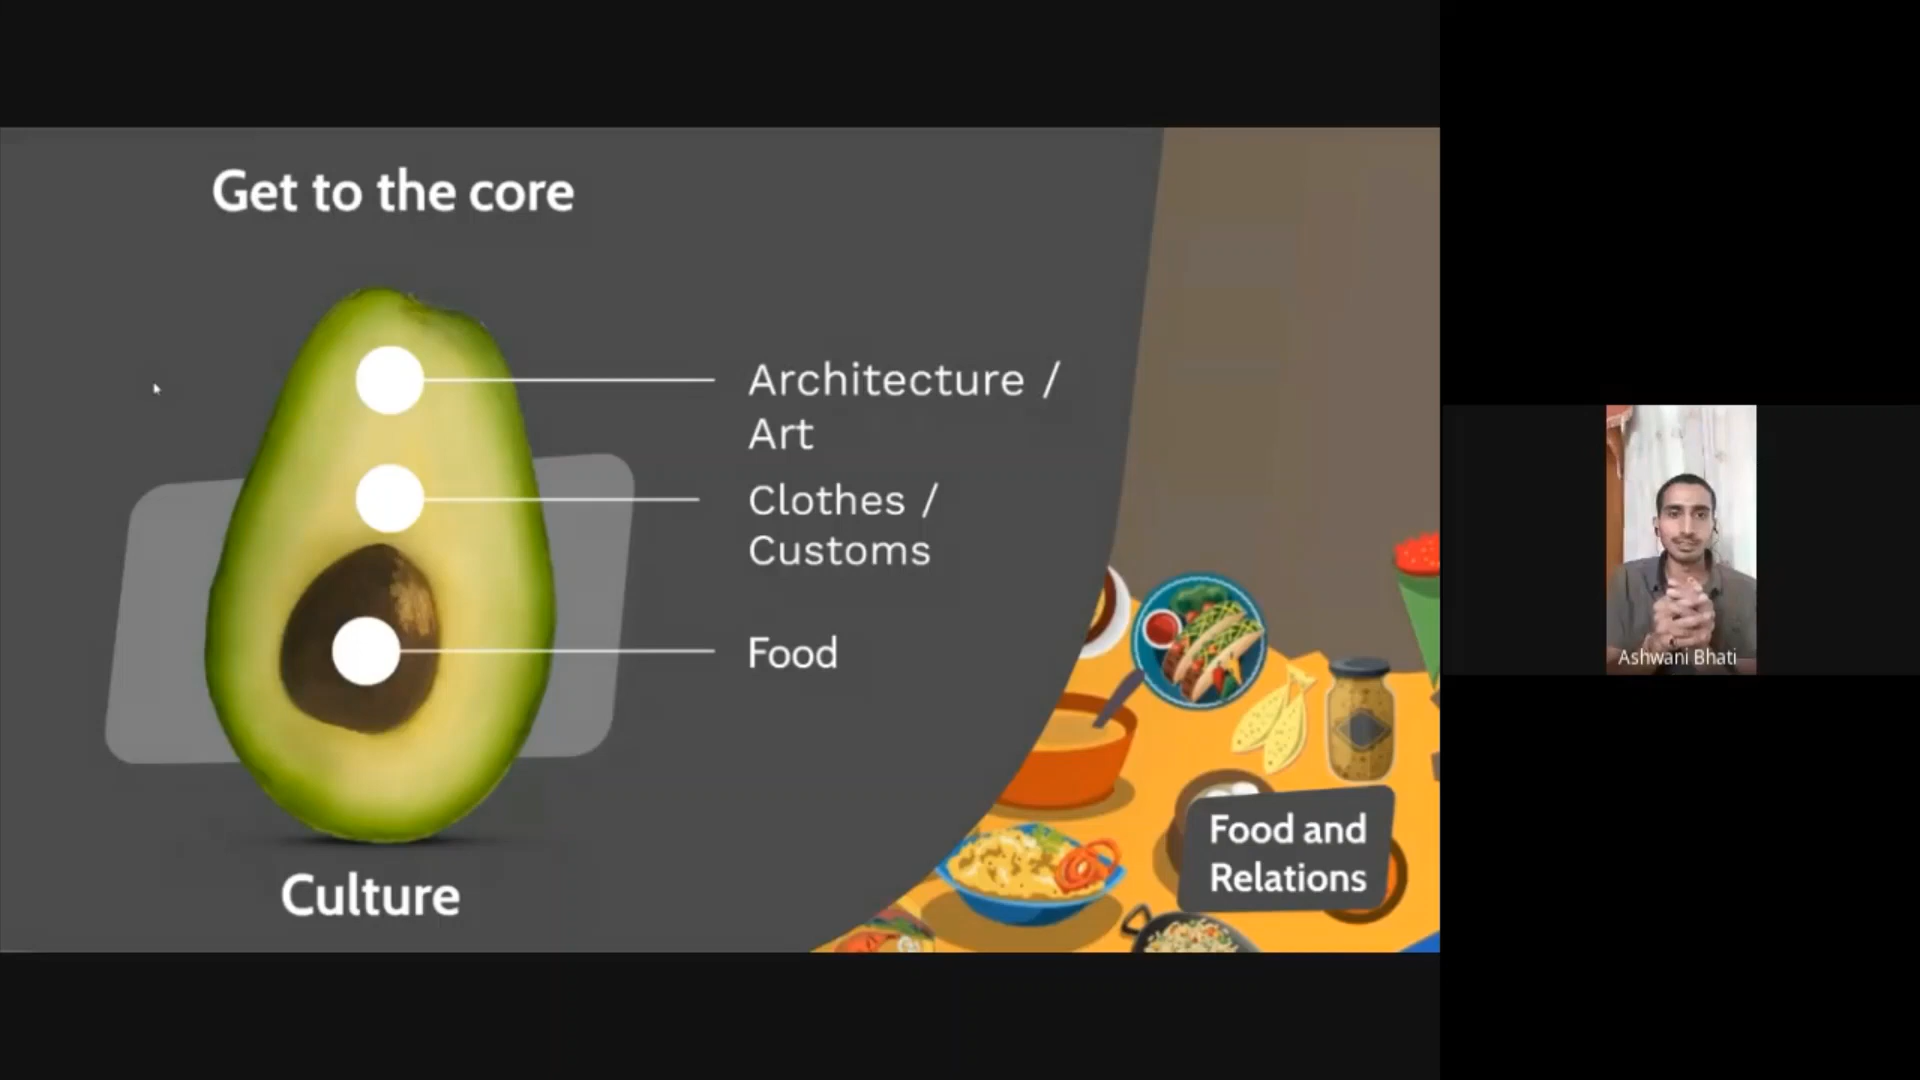 Get to the core
Architecture /
Art
Clothes /
Customs
Food
Culture
Food and
Relations
Ashwani Bhati